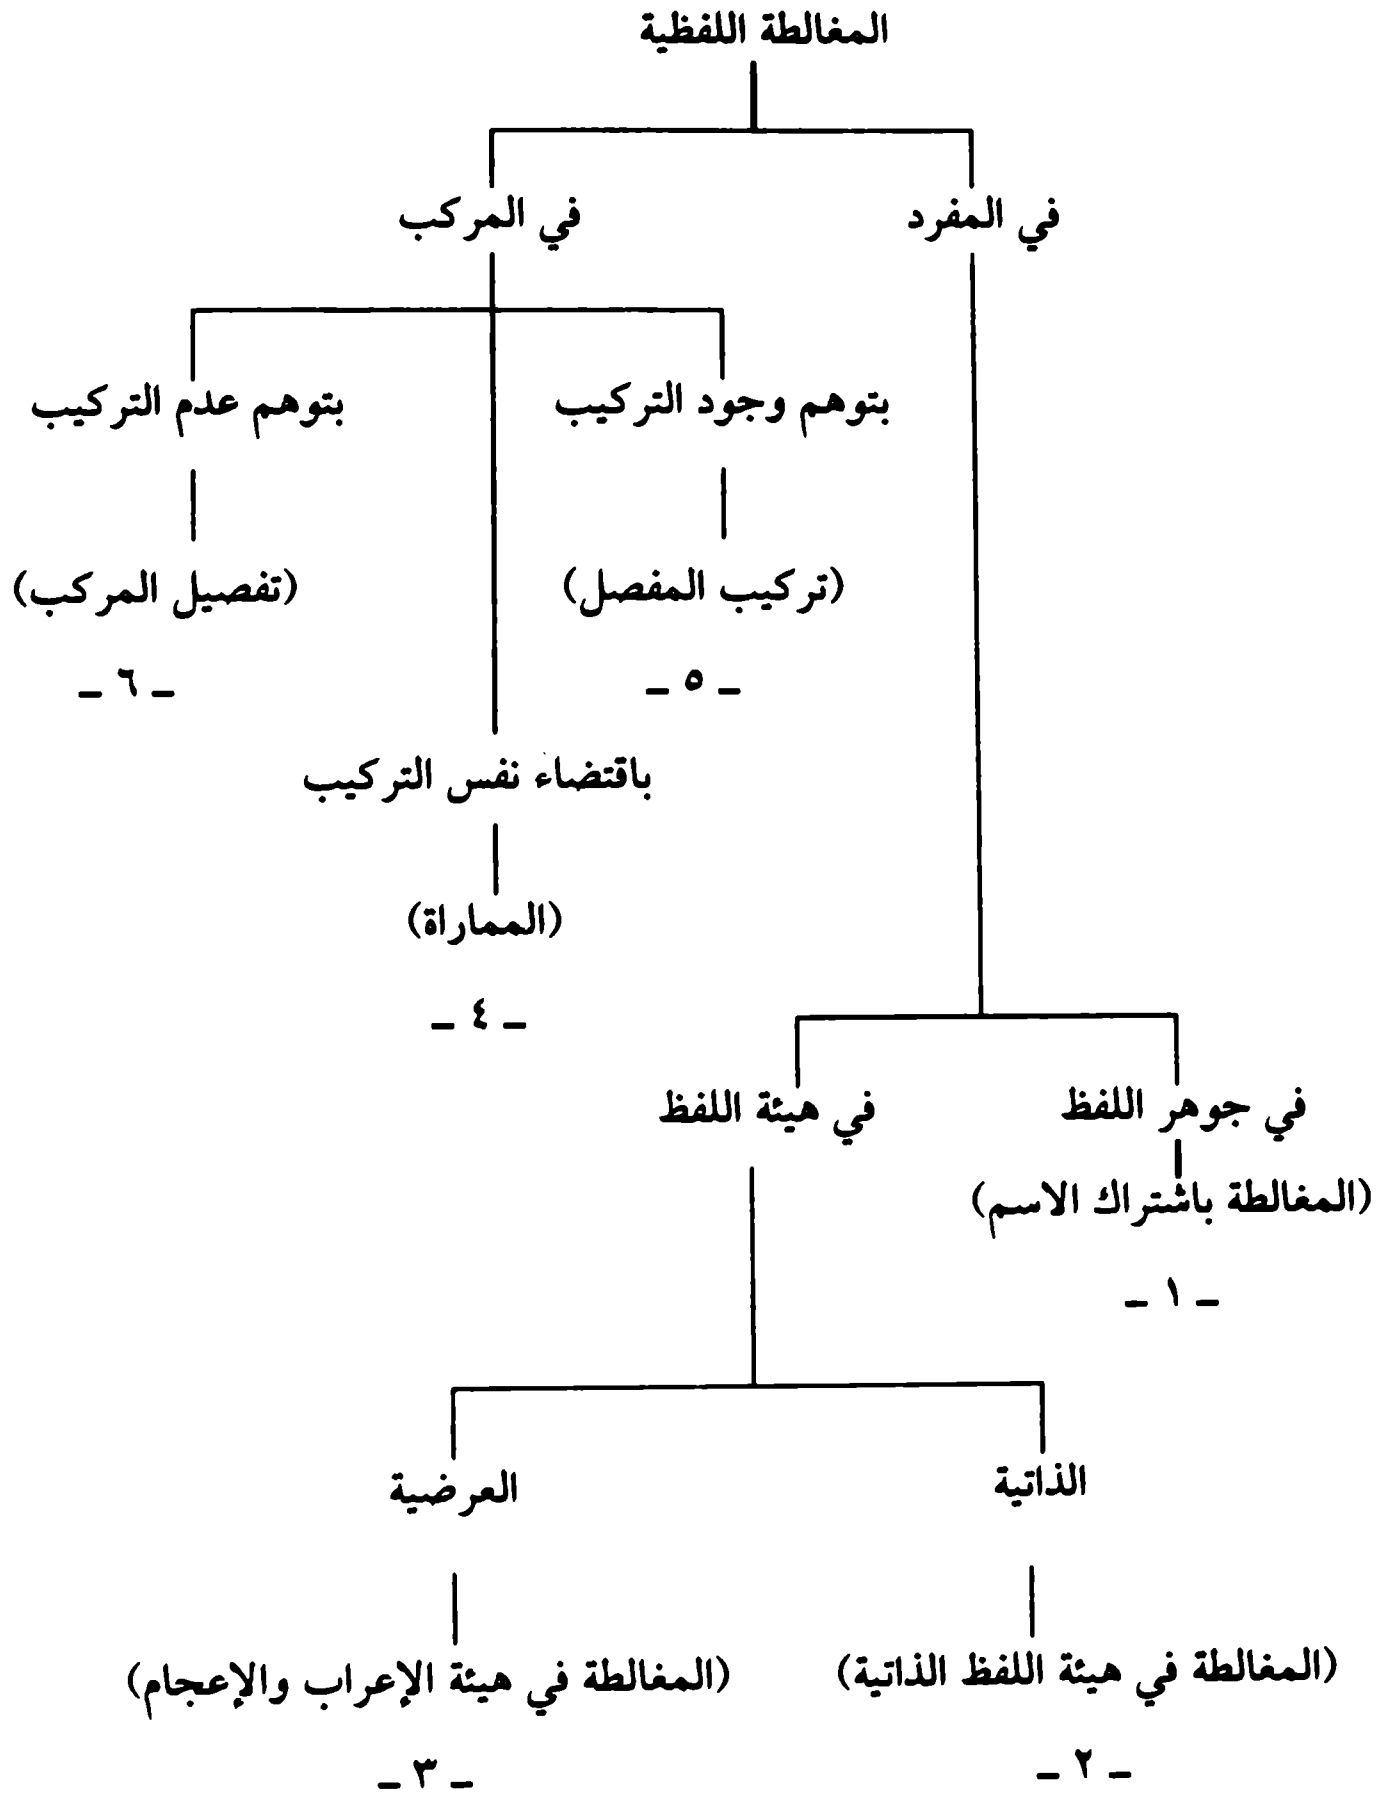 المغالطة اللفظية
في المفرد
في المركب
بتوهم وجود التركيب
بتوهم عدم التركيب
(تركيب المفصل)
(تفصيل المركب)
ـ ٥ ـ
ـ ٦ ـ
باقتضاء نفس التركيب
(المماراة)
ـ ٤ ـ
في جوهر اللفظ
في هيئة اللفظ
(المغالطة باشتراك الاسم)
ـ ١ ـ
الذاتية
العرضية
(المغالطة في هيئة اللفظ الذاتية)
(المغالطة في هيئة الإعراب والإعجام)
ـ ٢ ـ
ـ ٣ ـ